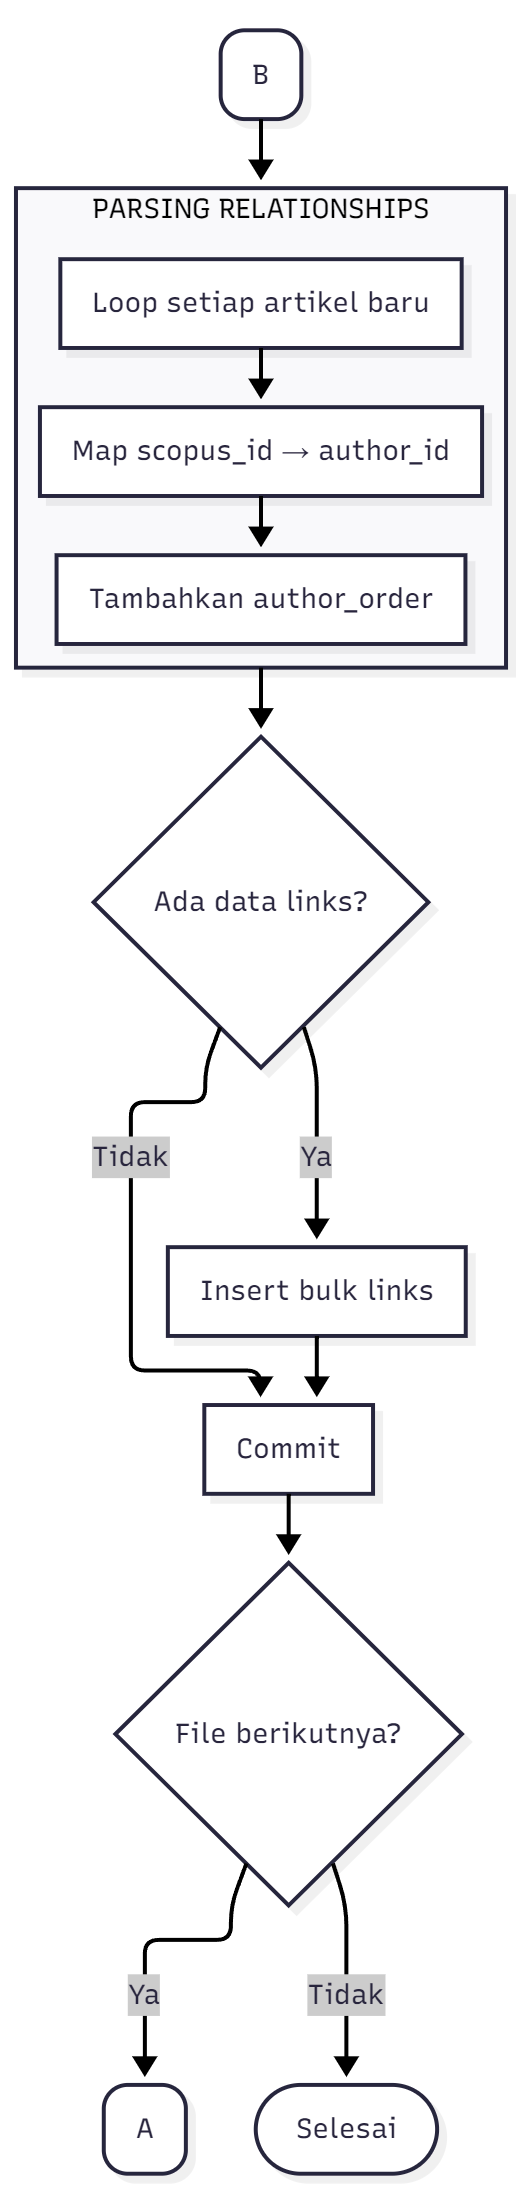 B
PARSING RELATIONSHIPS
Loop setiap artikel baru
Map scopus_id → author_id
Tambahkan author_order
Ada data links?
Tidak
Ya
Insert bulk links
Commit
File berikutnya?
Ya
Tidak
A
Selesai